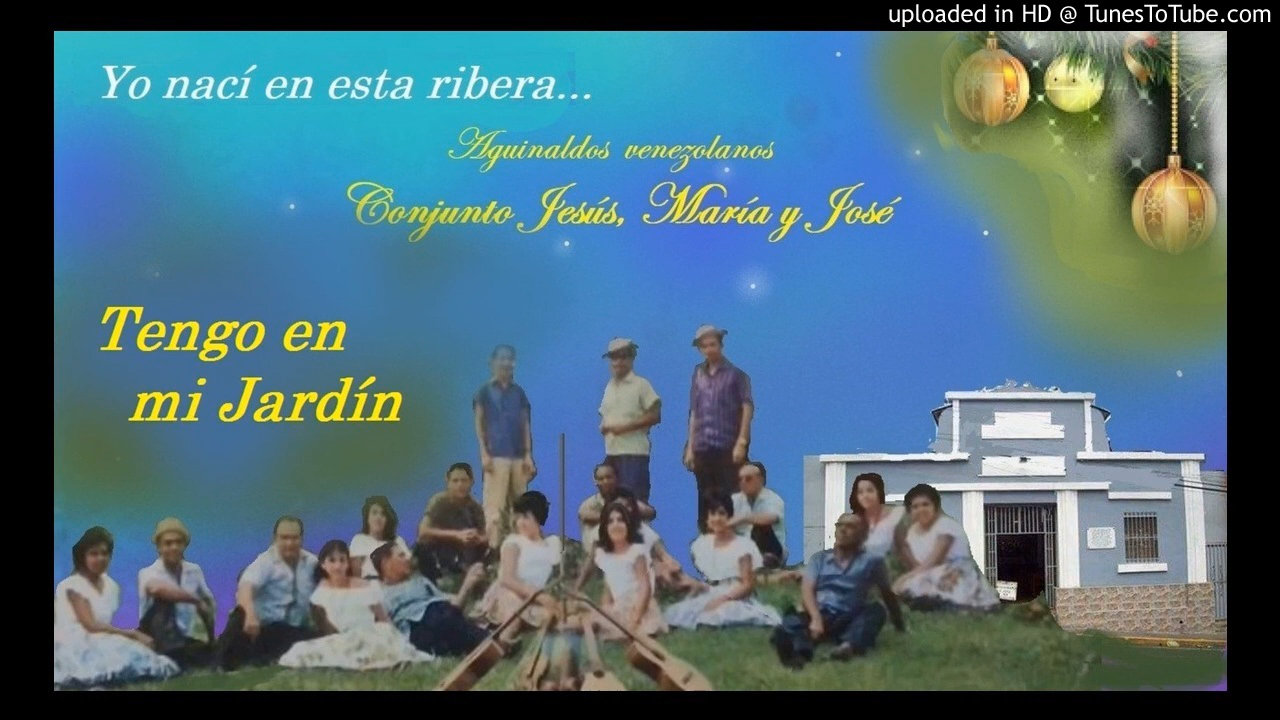 uploaded in HD @ TunesToTube.com
Yo nací en esta ribera...
Aguinaldos venezolanos
Conjunto Jesús, María y José
Tengo en
mi Jardín